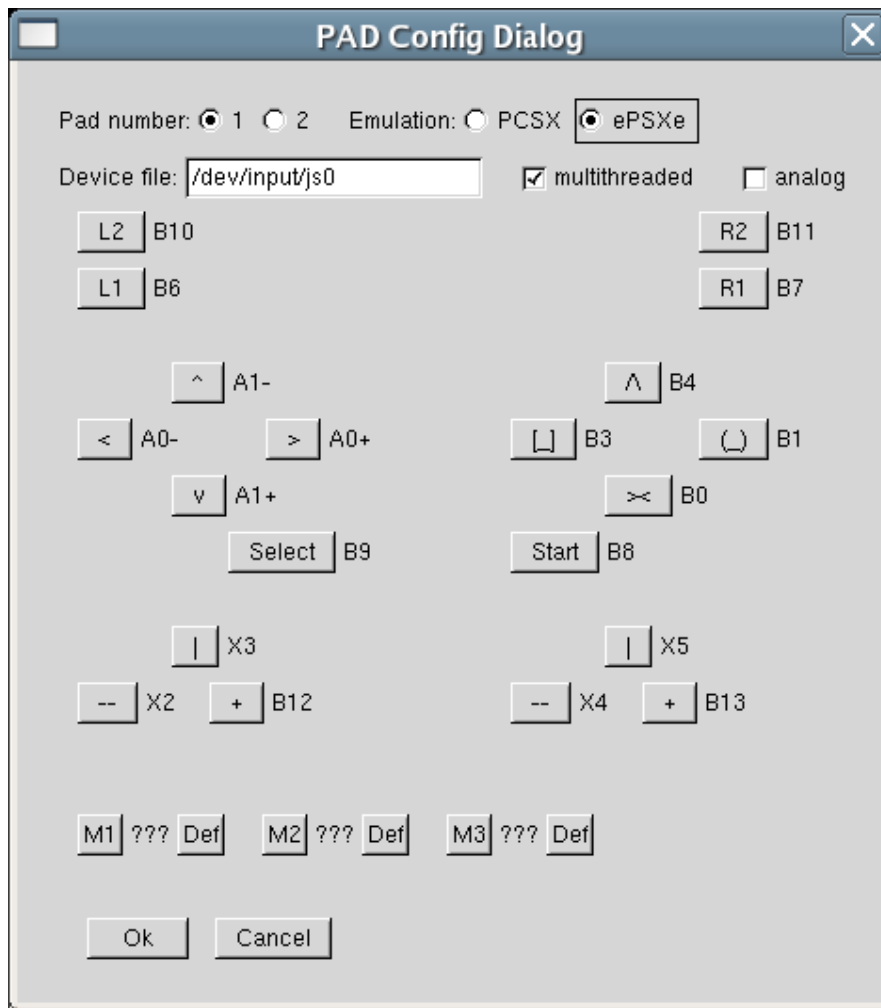 PAD Config Dialog
Pad number: 1 2 Emulation: PCSX ePSXe
Device file: /dev/input/js0 multithreaded analog
L2 B10 R2 B11
L1 B6 R1 B7
^ A1- /\ B4
< A0- > A0+ [_] B3 (_) B1
v A1+ >< B0
Select B9 Start B8
| X3 | X5
-- X2 + B12 -- X4 + B13
M1 ??? Def M2 ??? Def M3 ??? Def
Ok Cancel